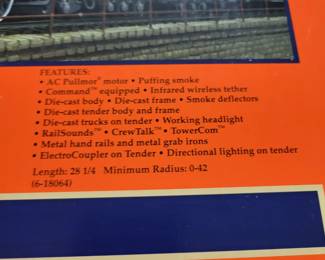 FEATURES:
• AC Pullmor® motor • Puffing smoke
• Command™ equipped • Infrared wireless tether
• Die-cast body • Die-cast frame • Smoke deflectors
• Die-cast tender body and frame
• Die-cast trucks on tender • Working headlight
• RailSounds™ • CrewTalk™ • TowerCom™
• Metal hand rails and metal grab irons
• ElectroCoupler on Tender • Directional lighting on tender
Length: 28 1/4 Minimum Radius: 0-42
(6-18064)